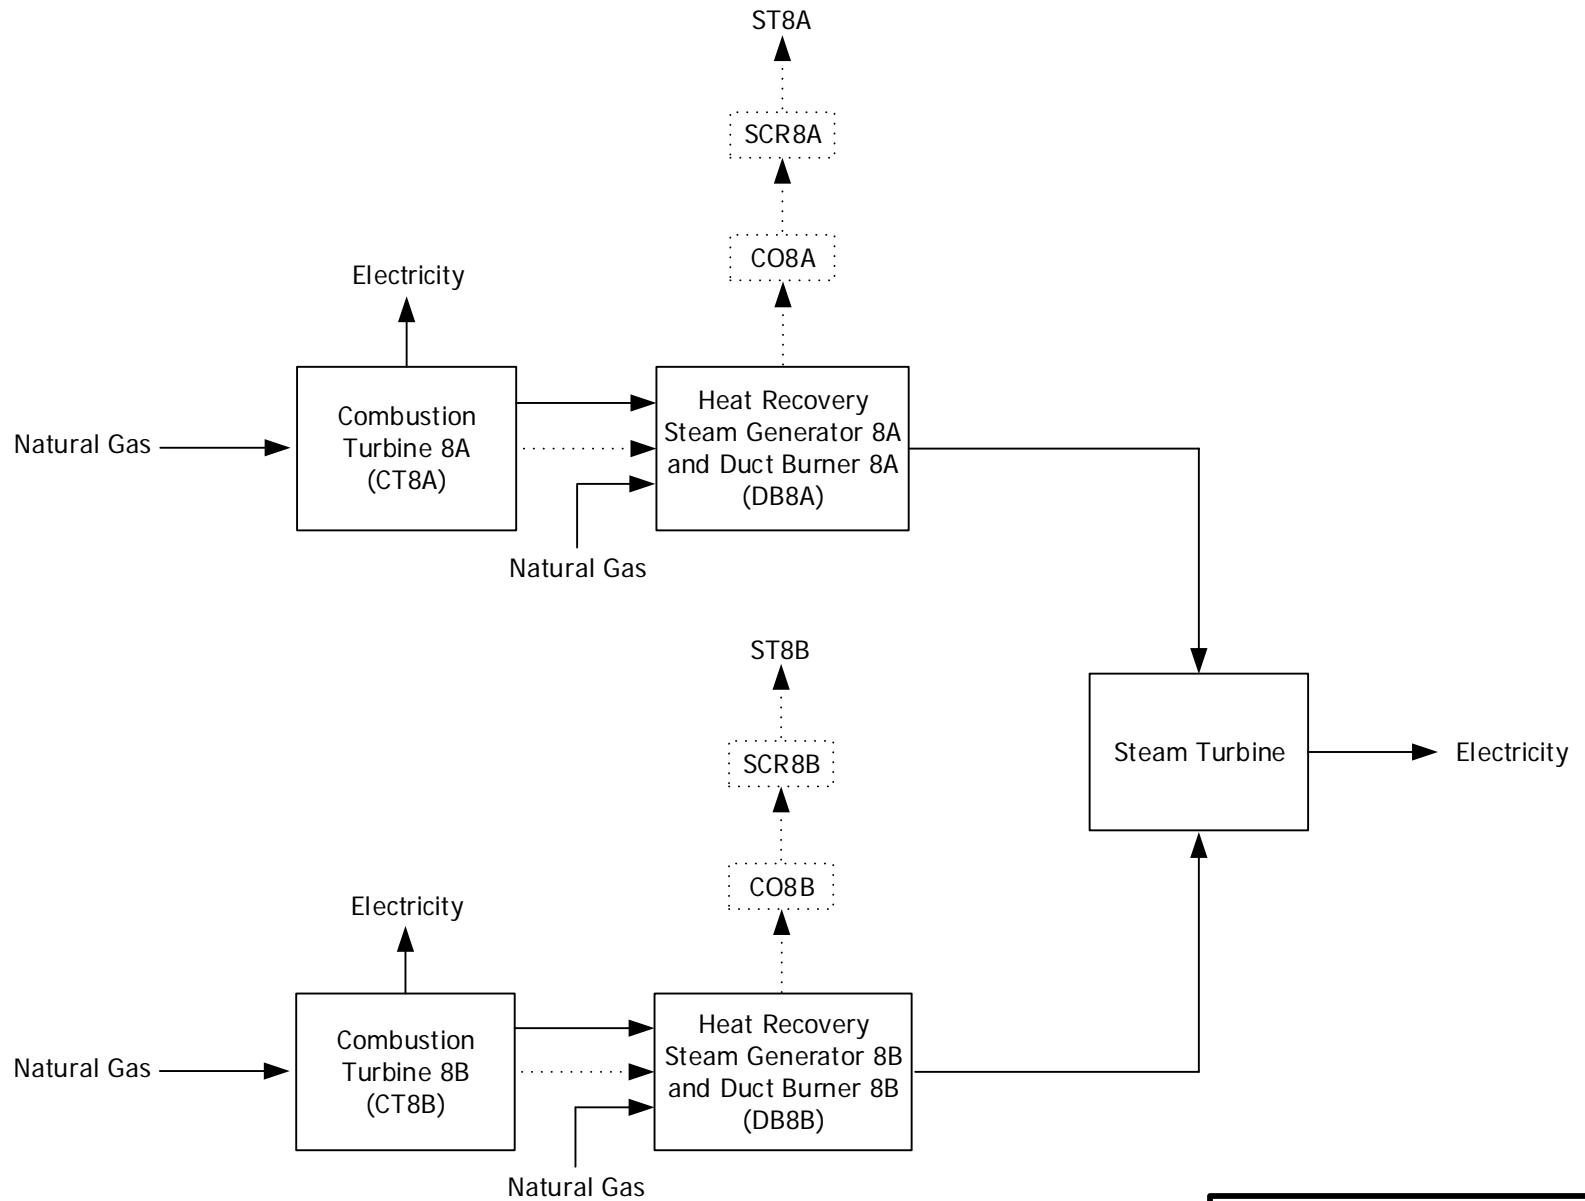 ST8A
SCR8A
CO8A
Electricity
Natural Gas
Combustion
Turbine 8A
(CT8A)
Heat Recovery
Steam Generator 8A
and Duct Burner 8A
(DB8A)
Natural Gas
ST8B
SCR8B
Steam Turbine
Electricity
CO8B
Electricity
Natural Gas
Combustion
Turbine 8B
(CT8B)
Heat Recovery
Steam Generator 8B
and Duct Burner 8B
(DB8B)
Natural Gas